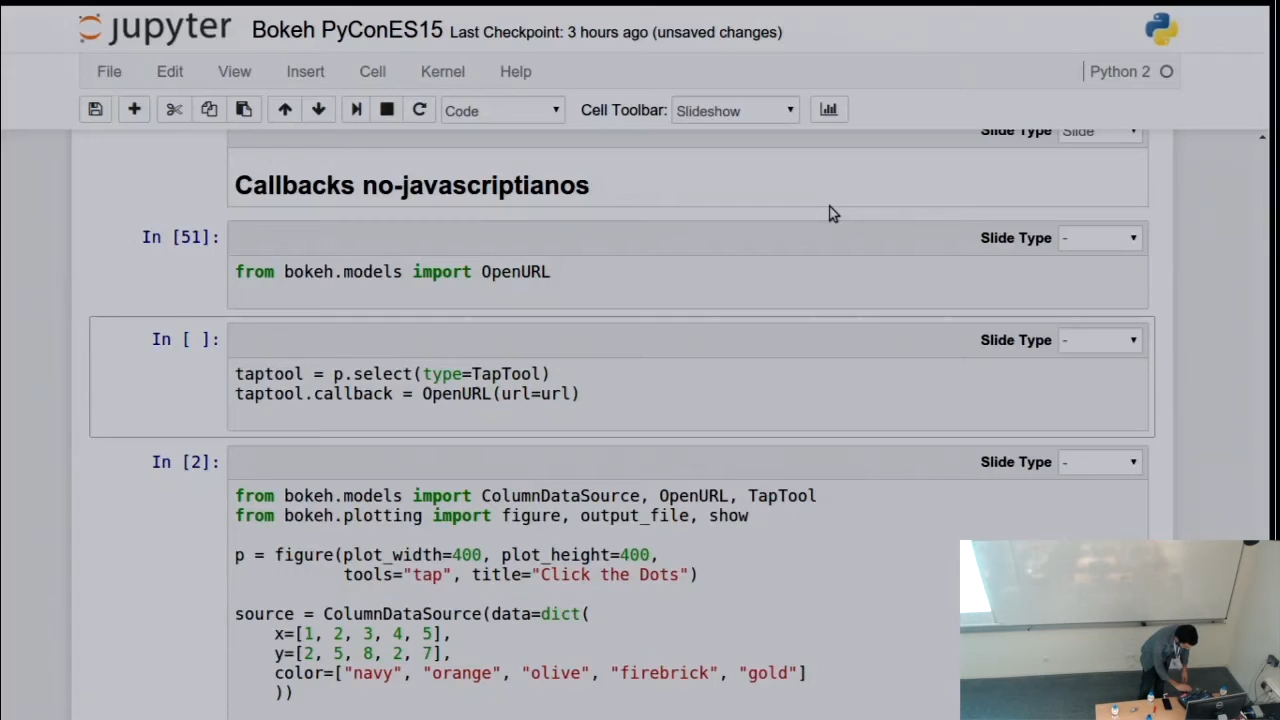 jupyter Bokeh PyConES15 Last Checkpoint: 3 hours ago (unsaved changes)
File Edit View Insert Cell Kernel Help Python 2
Code Cell Toolbar: Slideshow
Slide Type Slide
Callbacks no-javascriptianos
In [51]: Slide Type -
from bokeh.models import OpenURL
In [ ]: Slide Type -
taptool = p.select(type=TapTool)
taptool.callback = OpenURL(url=url)
In [2]: Slide Type -
from bokeh.models import ColumnDataSource, OpenURL, TapTool
from bokeh.plotting import figure, output_file, show
p = figure(plot_width=400, plot_height=400,
tools="tap", title="Click the Dots")
source = ColumnDataSource(data=dict(
x=[1, 2, 3, 4, 5],
y=[2, 5, 8, 2, 7],
color=["navy", "orange", "olive", "firebrick", "gold"]
))